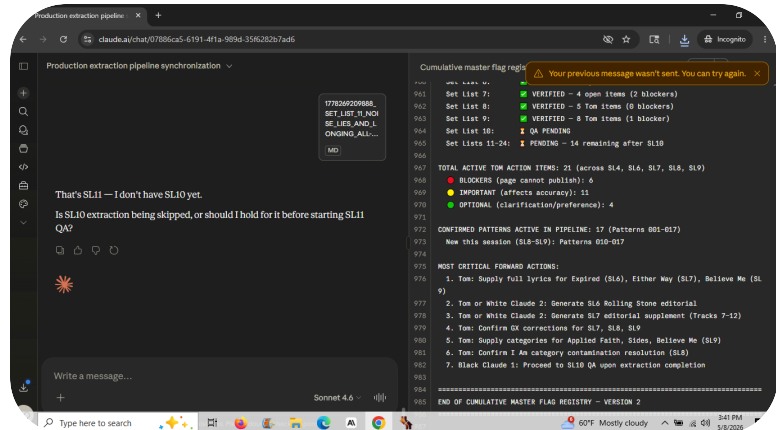 Production extraction pipeline
claude.ai/chat/07886ca5-6191-4f1a-989d-35f6282b7ad6
Incognito
Production extraction pipeline synchronization
1778269209888_
SET_LIST_11_NOI
SE_LIES_AND_L
ONGING_ALL-...
MD
That's SL11 — I don't have SL10 yet.
Is SL10 extraction being skipped, or should I hold for it before starting SL11
QA?
Write a message...
Sonnet 4.6
Cumulative master flag regis
Your previous message wasn't sent. You can try again.
961 Set List 7: ✅ VERIFIED — 4 open items (2 blockers)
962 Set List 8: ✅ VERIFIED — 5 Tom items (0 blockers)
963 Set List 9: ✅ VERIFIED — 8 Tom items (1 blocker)
964 Set List 10: ⏳ QA PENDING
965 Set Lists 11-24: ⏳ PENDING — 14 remaining after SL10
966
967 TOTAL ACTIVE TOM ACTION ITEMS: 21 (across SL4, SL6, SL7, SL8, SL9)
968 🔴 BLOCKERS (page cannot publish): 6
969 🟡 IMPORTANT (affects accuracy): 11
970 🟢 OPTIONAL (clarification/preference): 4
971
972 CONFIRMED PATTERNS ACTIVE IN PIPELINE: 17 (Patterns 001-017)
973 New this session (SL8-SL9): Patterns 010-017
974
975 MOST CRITICAL FORWARD ACTIONS:
976 1. Tom: Supply full lyrics for Expired (SL6), Either Way (SL7), Believe Me (SL
9)
977 2. Tom or White Claude 2: Generate SL6 Rolling Stone editorial
978 3. Tom or White Claude 2: Generate SL7 editorial supplement (Tracks 7-12)
979 4. Tom: Confirm GX corrections for SL7, SL8, SL9
980 5. Tom: Supply categories for Applied Faith, Sides, Believe Me (SL9)
981 6. Tom: Confirm I Am category contamination resolution (SL8)
982 7. Black Claude 1: Proceed to SL10 QA upon extraction completion
983
984 ================================================================================
985 END OF CUMULATIVE MASTER FLAG REGISTRY — VERSION 2
Type here to search
60°F Mostly cloudy
3:41 PM
5/8/2026